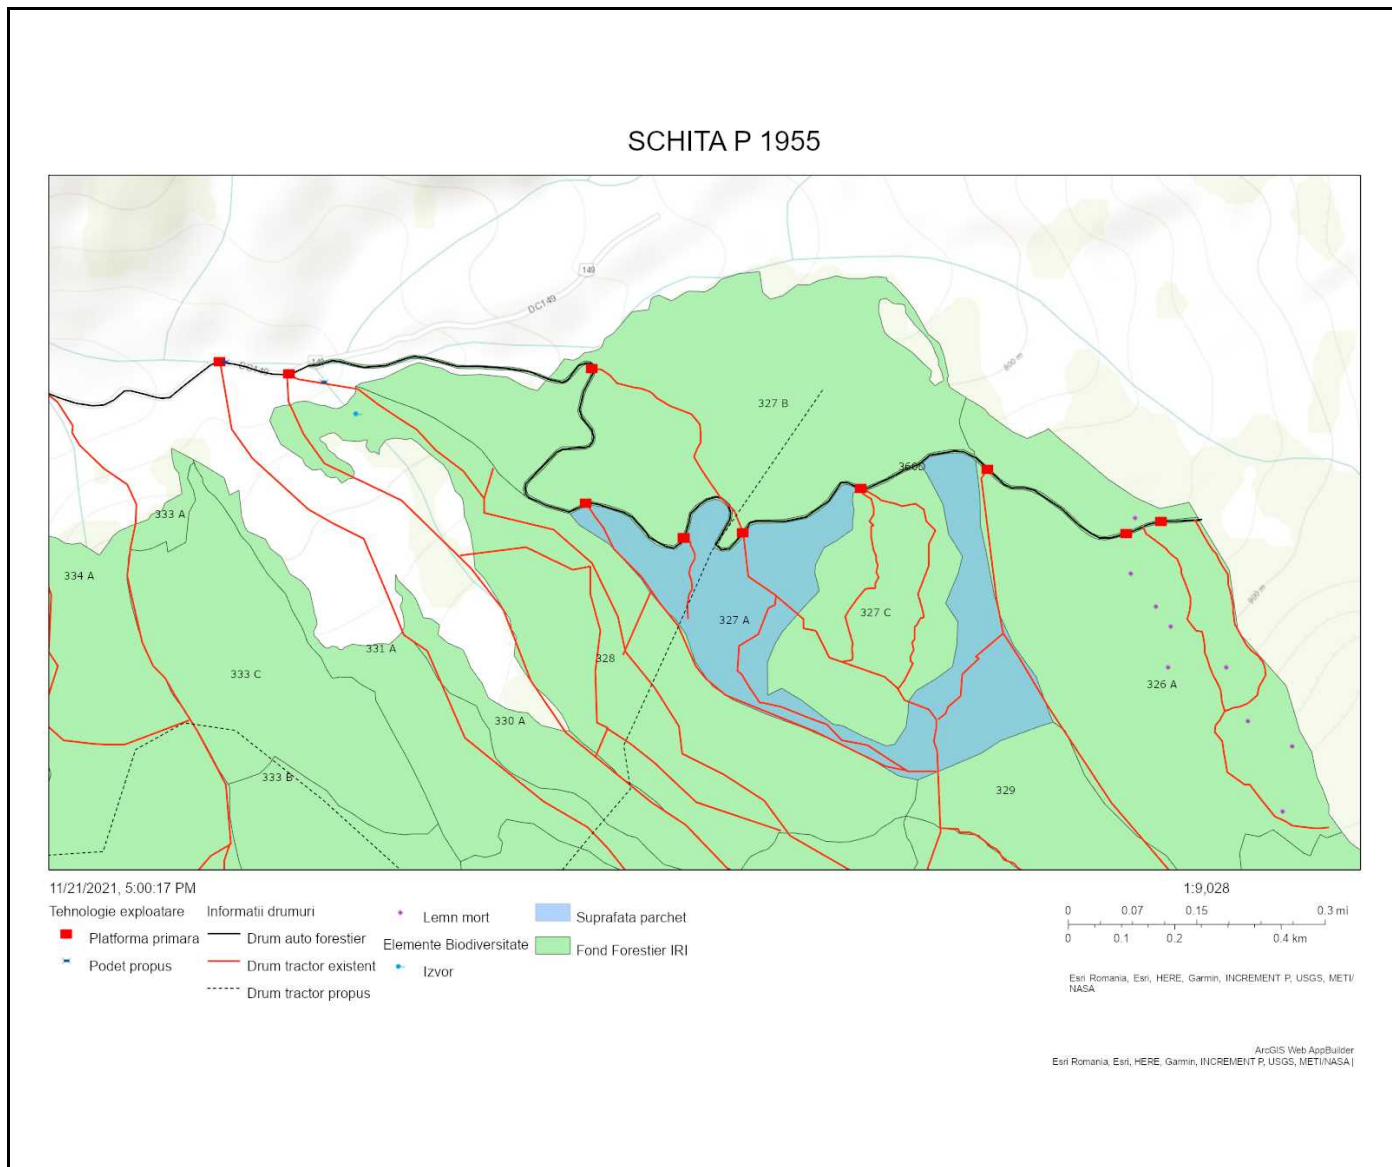 SCHITA P 1955
149
DC149
800 m
149
DC149
327 B
360D
333 A
334 A
900 m
327 A
327 C
331 A
328
333 C
326 A
330 A
333 B
329
11/21/2021, 5:00:17 PM
1:9,028
Tehnologie exploatare
Platforma primara
Podet propus
Informatii drumuri
Drum auto forestier
Drum tractor existent
Drum tractor propus
Lemn mort
Elemente Biodiversitate
Izvor
Suprafata parchet
Fond Forestier IRI
0 0.07 0.15 0.3 mi
0 0.1 0.2 0.4 km
Esri Romania, Esri, HERE, Garmin, INCREMENT P, USGS, METI/
NASA
ArcGIS Web AppBuilder
Esri Romania, Esri, HERE, Garmin, INCREMENT P, USGS, METI/NASA |